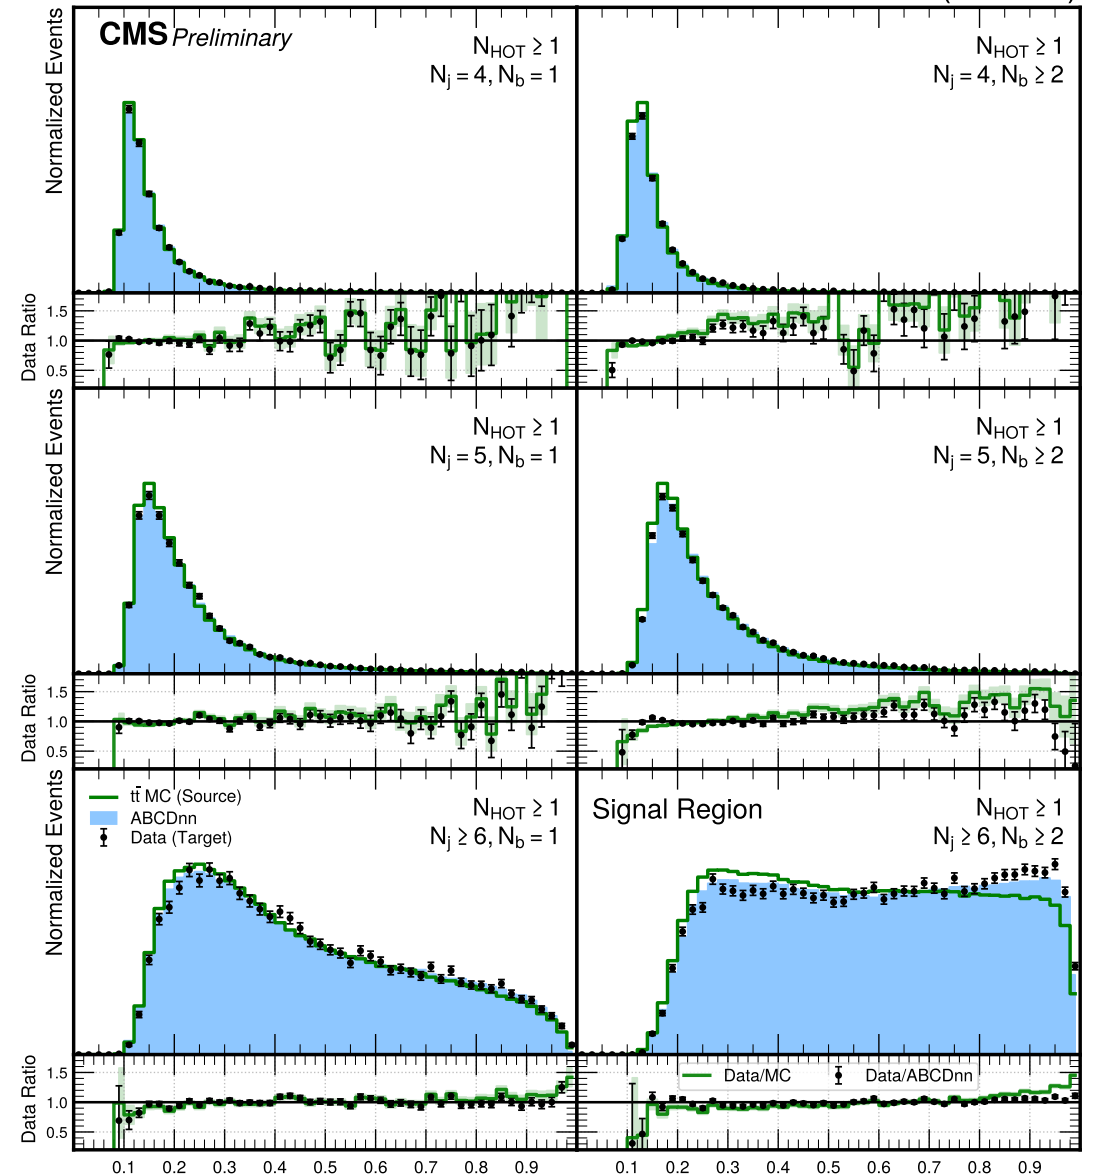 CMS Preliminary
Normalized Events
N_HOT ≥ 1
N_j = 4, N_b = 1
N_HOT ≥ 1
N_j = 4, N_b ≥ 2
Data Ratio
1.5
1.0
0.5
Normalized Events
N_HOT ≥ 1
N_j = 5, N_b = 1
N_HOT ≥ 1
N_j = 5, N_b ≥ 2
Data Ratio
1.5
1.0
0.5
Normalized Events
tt̄ MC (Source)
ABCDnn
Data (Target)
N_HOT ≥ 1
N_j ≥ 6, N_b = 1
Signal Region
N_HOT ≥ 1
N_j ≥ 6, N_b ≥ 2
Data Ratio
1.5
1.0
0.5
Data/MC
Data/ABCDnn
0.1 0.2 0.3 0.4 0.5 0.6 0.7 0.8 0.9
0.1 0.2 0.3 0.4 0.5 0.6 0.7 0.8 0.9